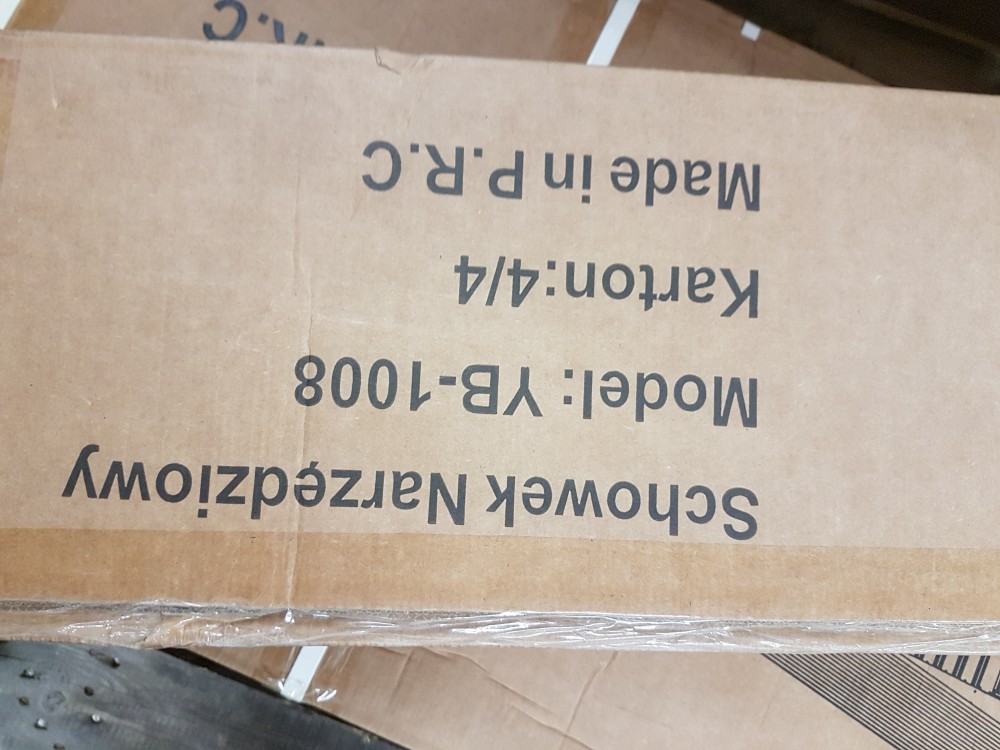 Schowek Narzędziowy
Model: YB-1008
Karton:4/4
Made in P.R.C
.R.C